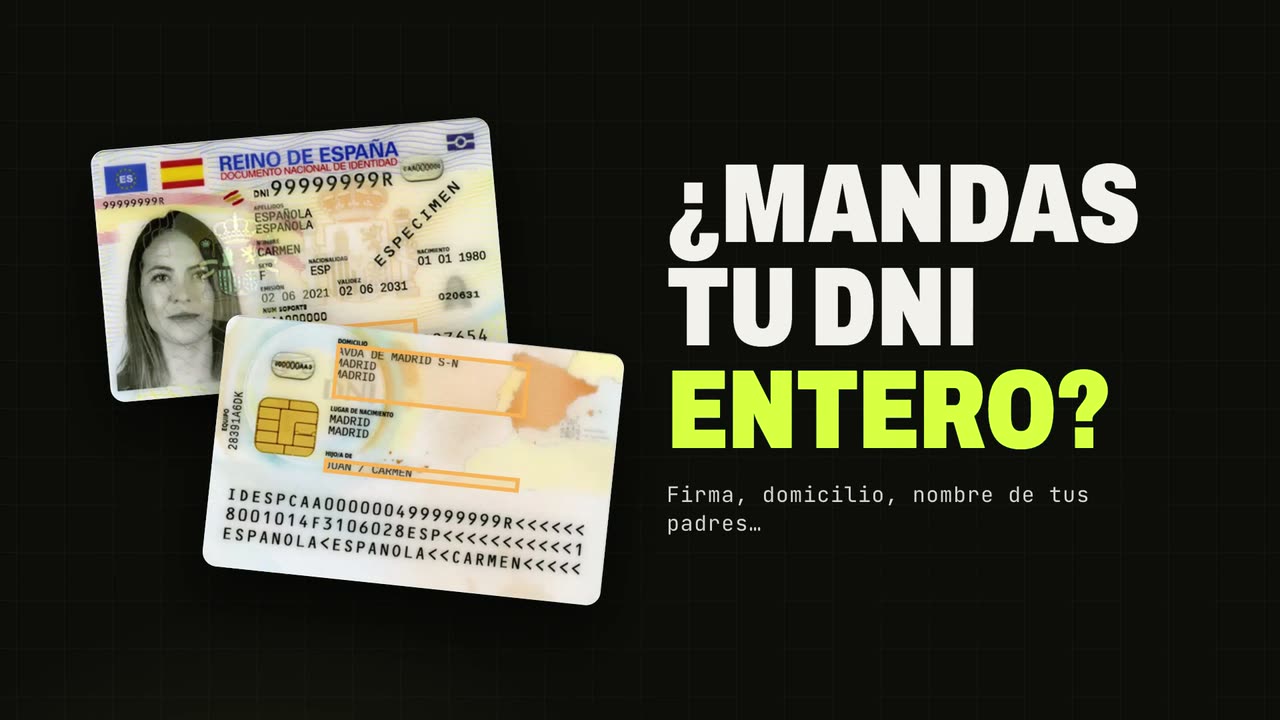 ES
REINO DE ESPAÑA
DOCUMENTO NACIONAL DE IDENTIDAD
DNI 99999999R
99999999R
APELLIDOS
ESPAÑOLA
ESPAÑOLA
NOMBRE
CARMEN
SEXO
F
NACIONALIDAD
ESP
NACIMIENTO
01 01 1980
EMISIÓN
02 06 2021
VALIDEZ
02 06 2031
NUM SOPORTE
ESPECIMEN
020631
DOMICILIO
AVDA DE MADRID S-N
MADRID
MADRID
LUGAR DE NACIMIENTO
MADRID
MADRID
HIJO/A DE
JUAN / CARMEN
EQUIPO
28391A6DK
IDESPCAA000000499999999R<<<<<<
8001014F3106028ESP<<<<<<<<<<<1
ESPANOLA<ESPANOLA<<CARMEN<<<<<
¿MANDAS
TU DNI
ENTERO?
Firma, domicilio, nombre de tus
padres…